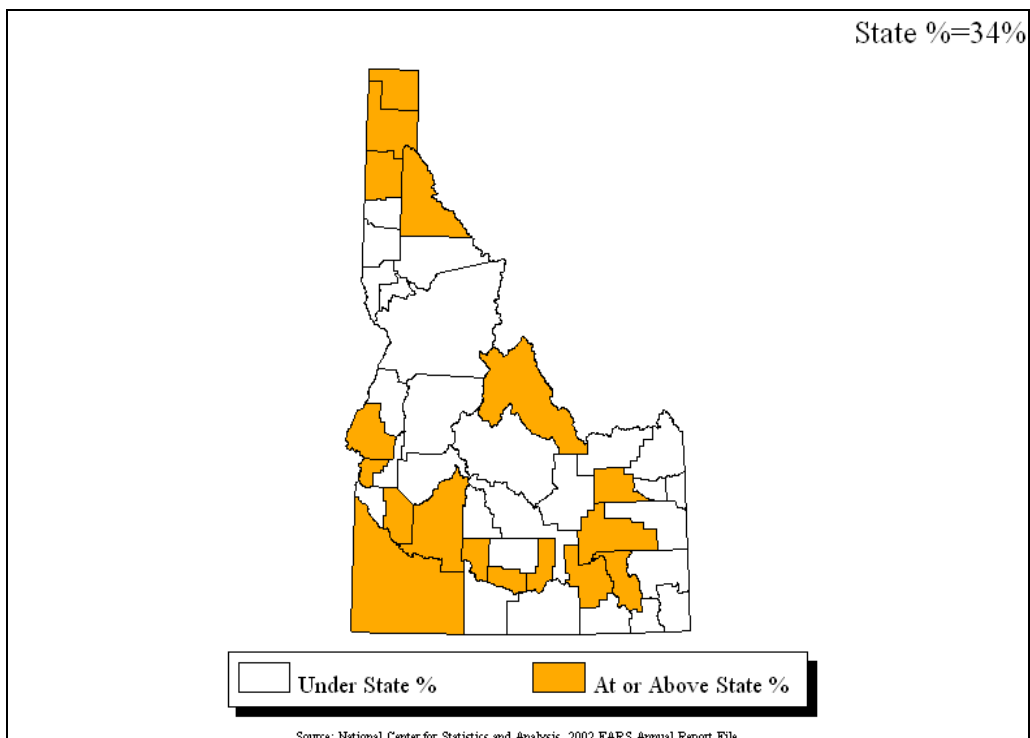 State %=34%
Under State %
At or Above State %
Source: National Center for Statistics and Analysis, 2002 FARS Annual Report File